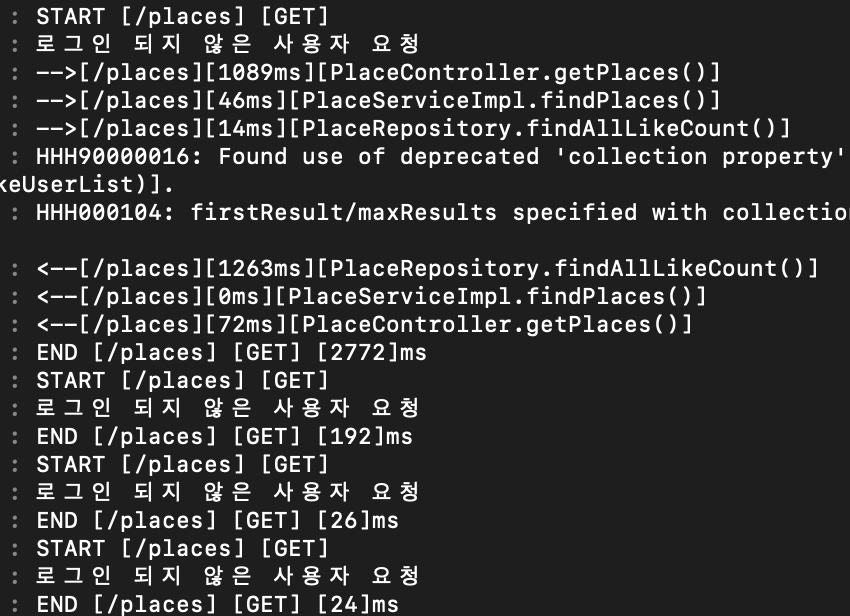 : START [/places] [GET]
: 로그인 되지 않은 사용자 요청
: -->[/places][1089ms][PlaceController.getPlaces()]
: -->[/places][46ms][PlaceServiceImpl.findPlaces()]
: -->[/places][14ms][PlaceRepository.findAllLikeCount()]
: HHH90000016: Found use of deprecated 'collection property'
keUserList)].
: HHH000104: firstResult/maxResults specified with collection
: <--[/places][1263ms][PlaceRepository.findAllLikeCount()]
: <--[/places][0ms][PlaceServiceImpl.findPlaces()]
: <--[/places][72ms][PlaceController.getPlaces()]
: END [/places] [GET] [2772]ms
: START [/places] [GET]
: 로그인 되지 않은 사용자 요청
: END [/places] [GET] [192]ms
: START [/places] [GET]
: 로그인 되지 않은 사용자 요청
: END [/places] [GET] [26]ms
: START [/places] [GET]
: 로그인 되지 않은 사용자 요청
: END [/places] [GET] [24]ms